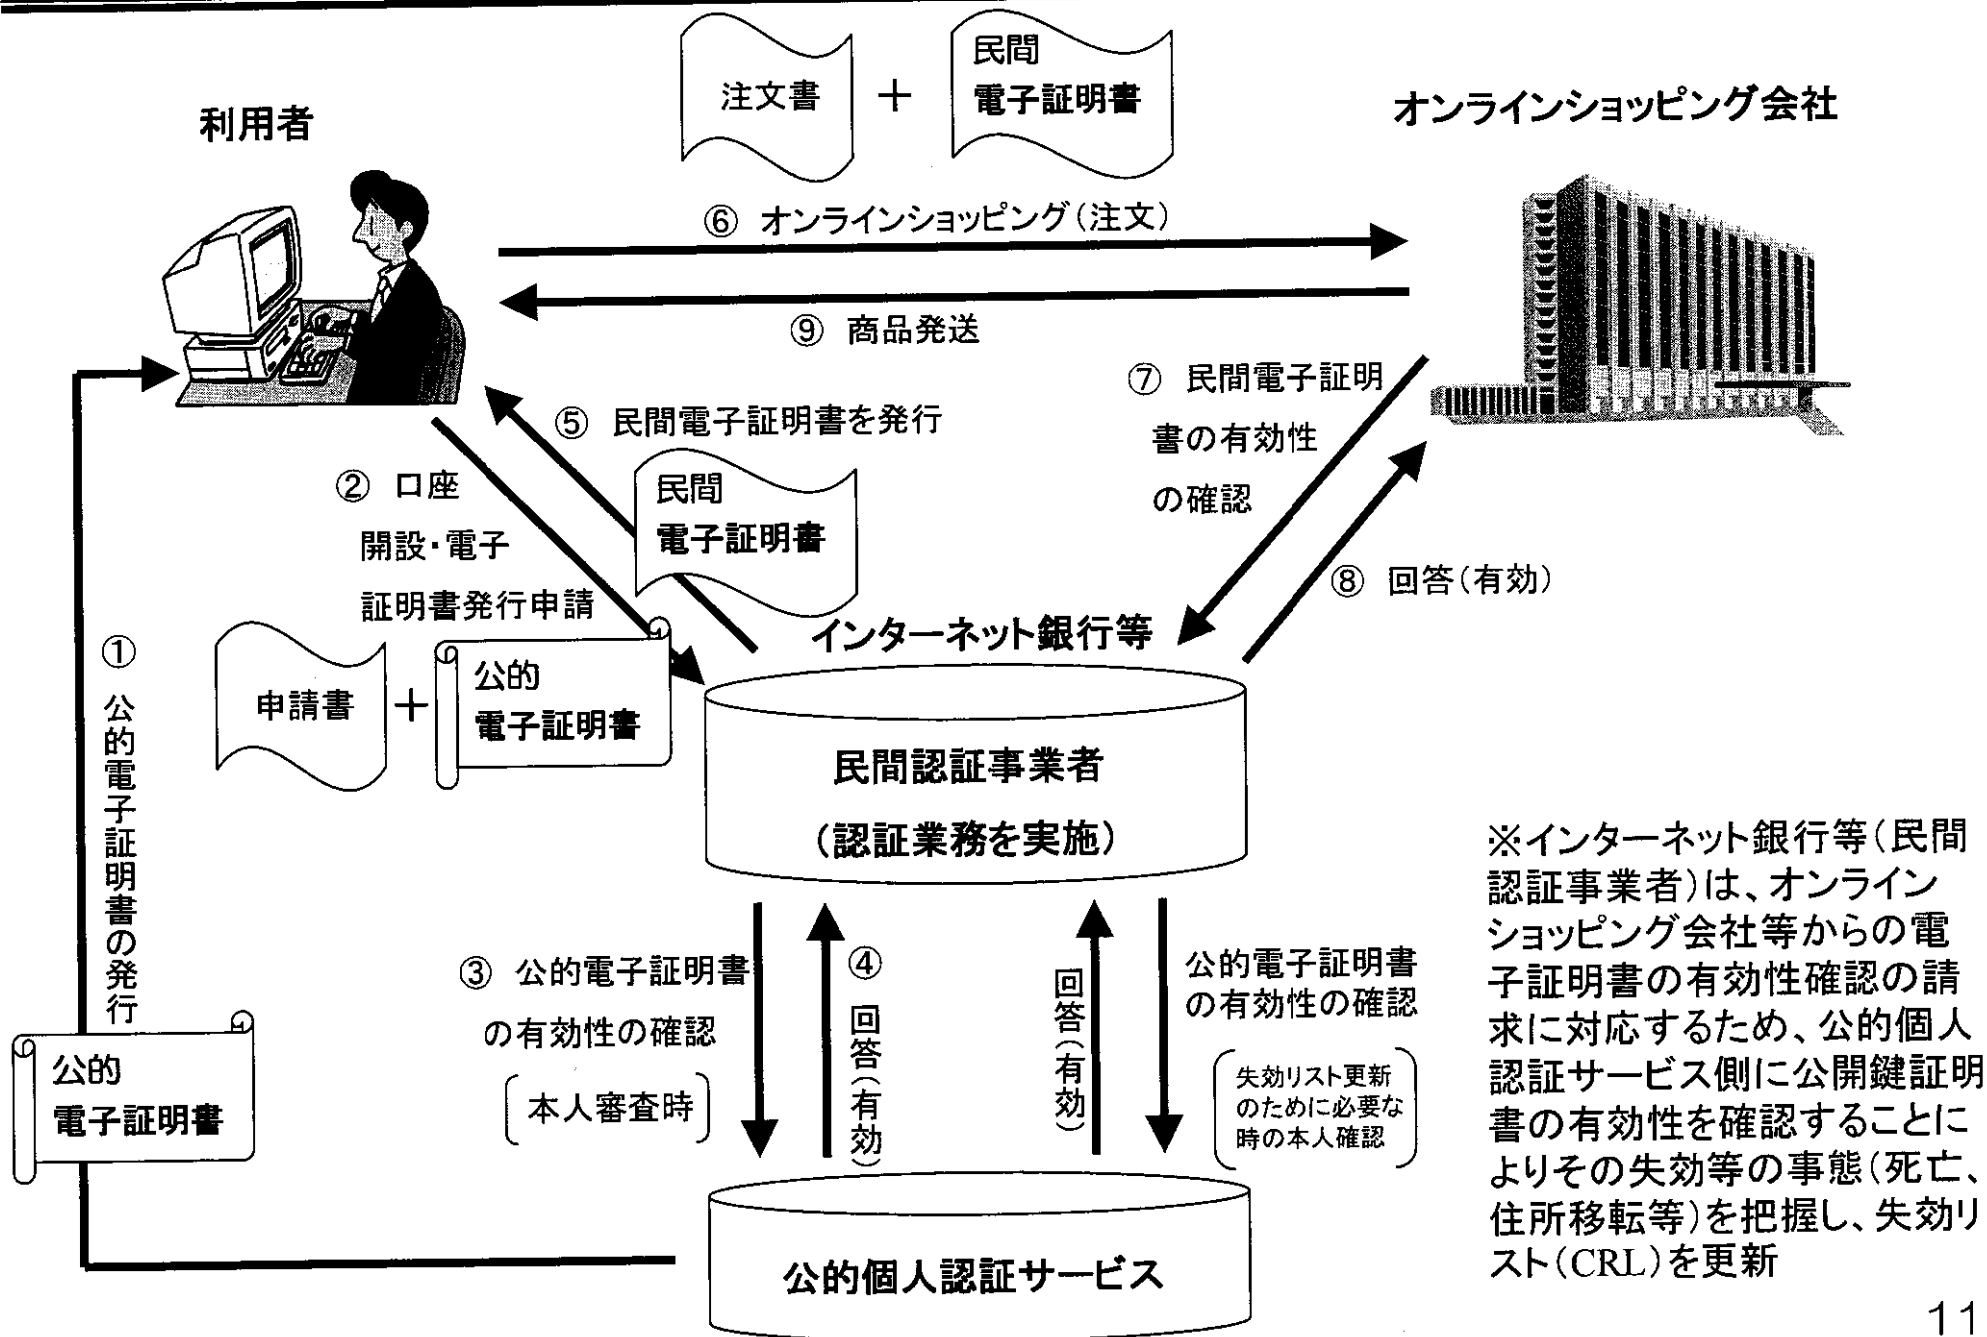 注文書
＋
民間
電子証明書
利用者
オンラインショッピング会社
⑥ オンラインショッピング(注文)
⑨ 商品発送
⑦ 民間電子証明
書の有効性
の確認
⑤ 民間電子証明書を発行
民間
電子証明書
② 口座
開設・電子
証明書発行申請
⑧ 回答(有効)
申請書
＋
公的
電子証明書
インターネット銀行等
民間認証事業者
(認証業務を実施)
① 公的電子証明書の発行
公的
電子証明書
③ 公的電子証明書
の有効性の確認
本人審査時
④ 回答(有効)
回答(有効)
公的電子証明書
の有効性の確認
失効リスト更新
のために必要な
時の本人確認
公的個人認証サービス
※インターネット銀行等(民間
認証事業者)は、オンライン
ショッピング会社等からの電
子証明書の有効性確認の請
求に対応するため、公的個人
認証サービス側に公開鍵証明
書の有効性を確認することに
よりその失効等の事態(死亡、
住所移転等)を把握し、失効リ
スト(CRL)を更新
11